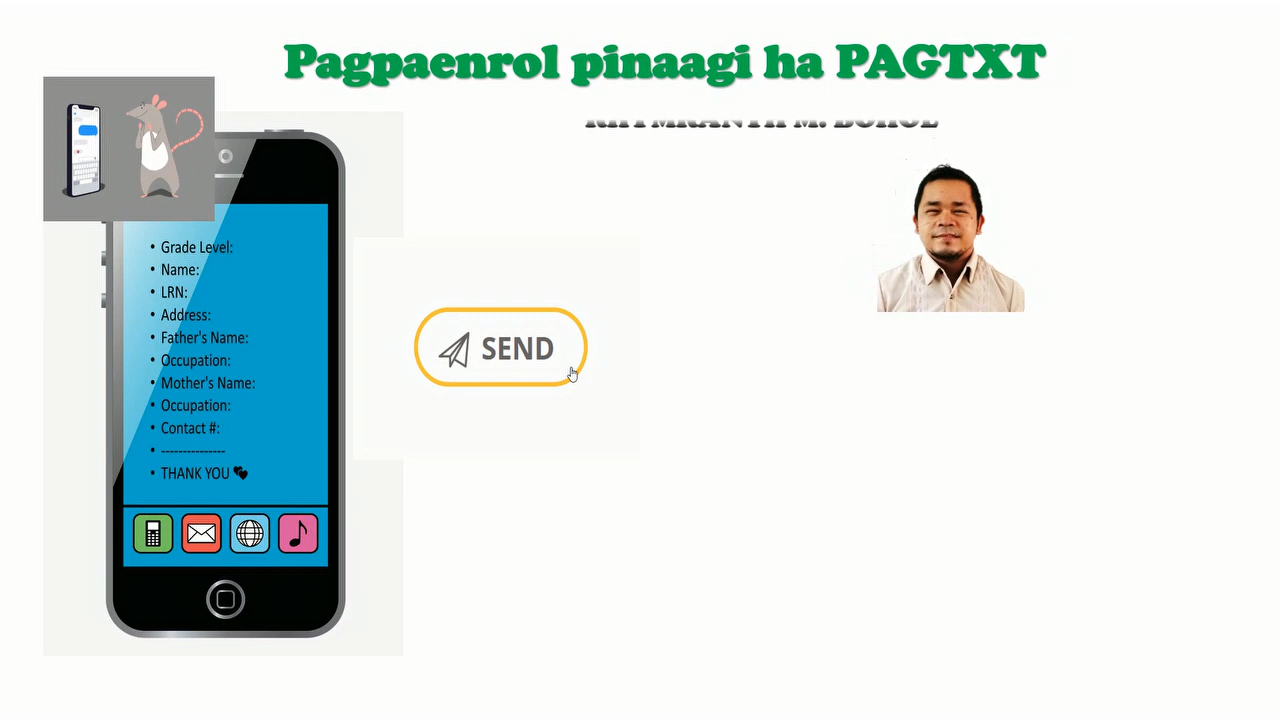 Pagpaenrol pinaagi ha PAGTXT
• Grade Level:
• Name:
• LRN:
• Address:
• Father's Name:
• Occupation:
• Mother's Name:
• Occupation:
• Contact #:
• ---------------
• THANK YOU
SEND